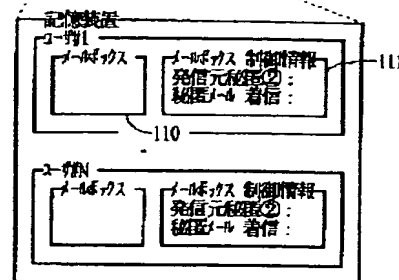 記憶装置
ユーザ1
メールボックス
メールボックス 制御情報
発信元秘匿②:
秘匿メール 着信:
111
110
ユーザN
メールボックス
メールボックス 制御情報
発信元秘匿②:
秘匿メール 着信: